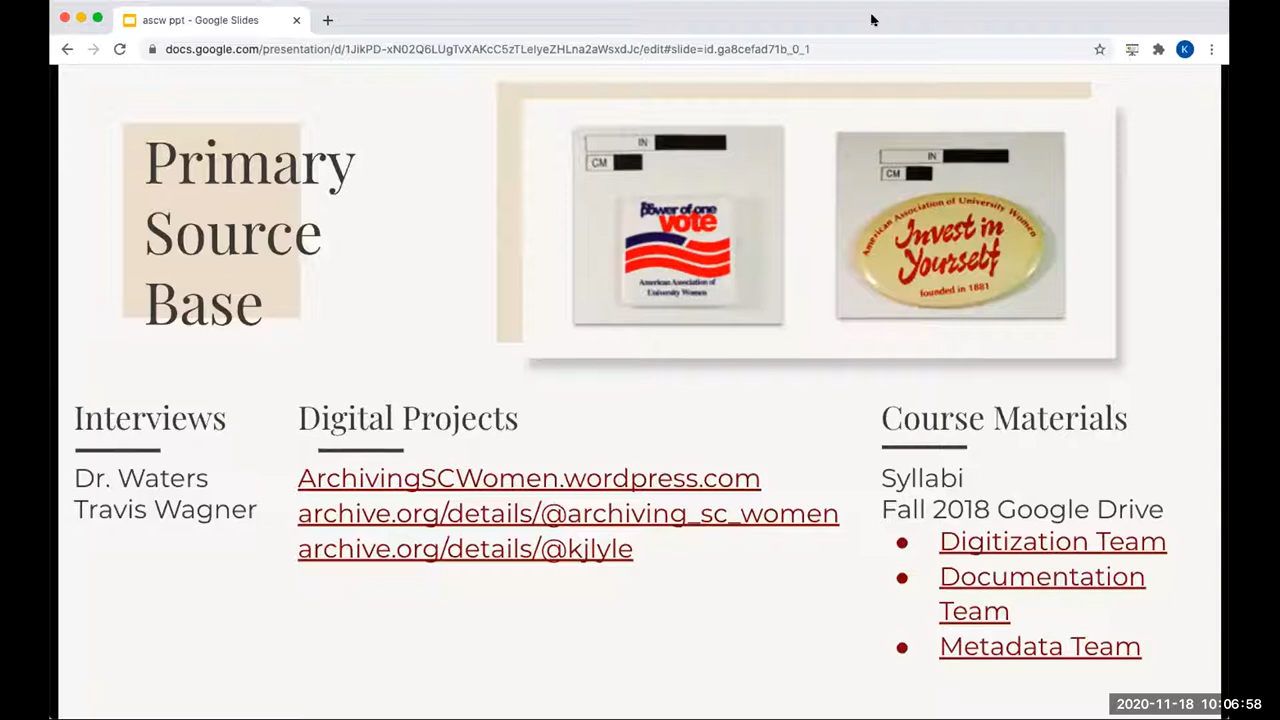 ascw ppt - Google Slides
docs.google.com/presentation/d/1JikPD-xN02Q6LUgTvXAKcC5zTLelyeZHLna2aWsxdJc/edit#slide=id.ga8cefad71b_0_1
K
Primary
Source
Base
IN
CM
the
power of one
vote
American Association of
University Women
IN
CM
American Association of University Women
Invest in
Yourself
founded in 1881
Interviews
Dr. Waters
Travis Wagner
Digital Projects
ArchivingSCWomen.wordpress.com
archive.org/details/@archiving_sc_women
archive.org/details/@kjlyle
Course Materials
Syllabi
Fall 2018 Google Drive
● Digitization Team
● Documentation
Team
● Metadata Team
2020-11-18 10:06:58